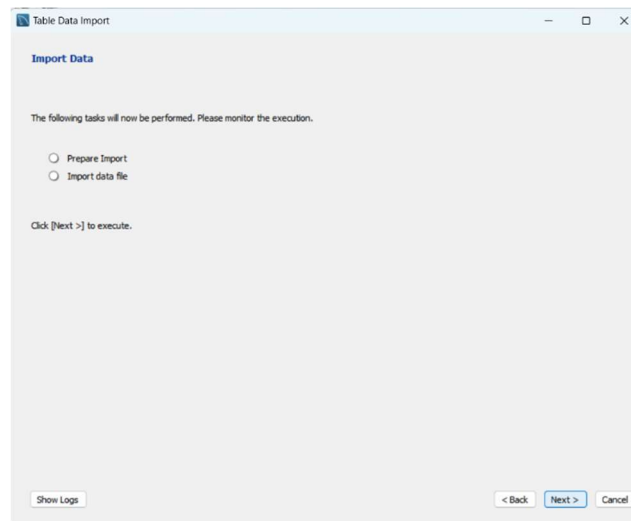 Table Data Import
Import Data
The following tasks will now be performed. Please monitor the execution.
Prepare Import
Import data file
Click [Next >] to execute.
Show Logs
< Back
Next >
Cancel